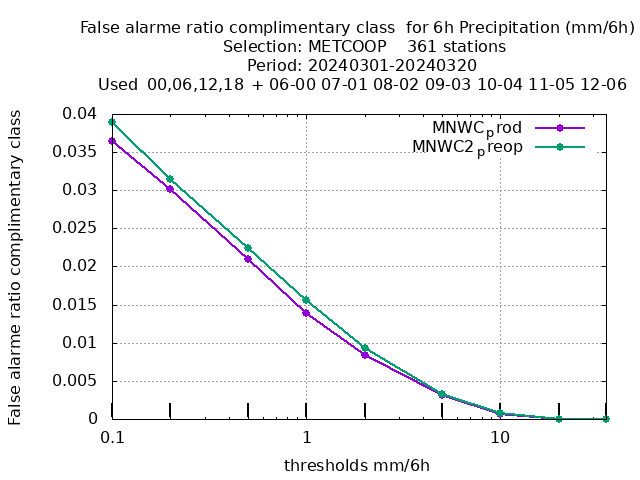 False alarme ratio complimentary class  for 6h Precipitation (mm/6h)
Selection: METCOOP    361 stations
Period: 20240301-20240320
Used  00,06,12,18  + 06-00 07-01 08-02 09-03 10-04 11-05 12-06
False alarme ratio complimentary class
0.04
0.035
0.03
0.025
0.02
0.015
0.01
0.005
0
MNWCprod
MNWC2preop
0.1
1
10
thresholds mm/6h